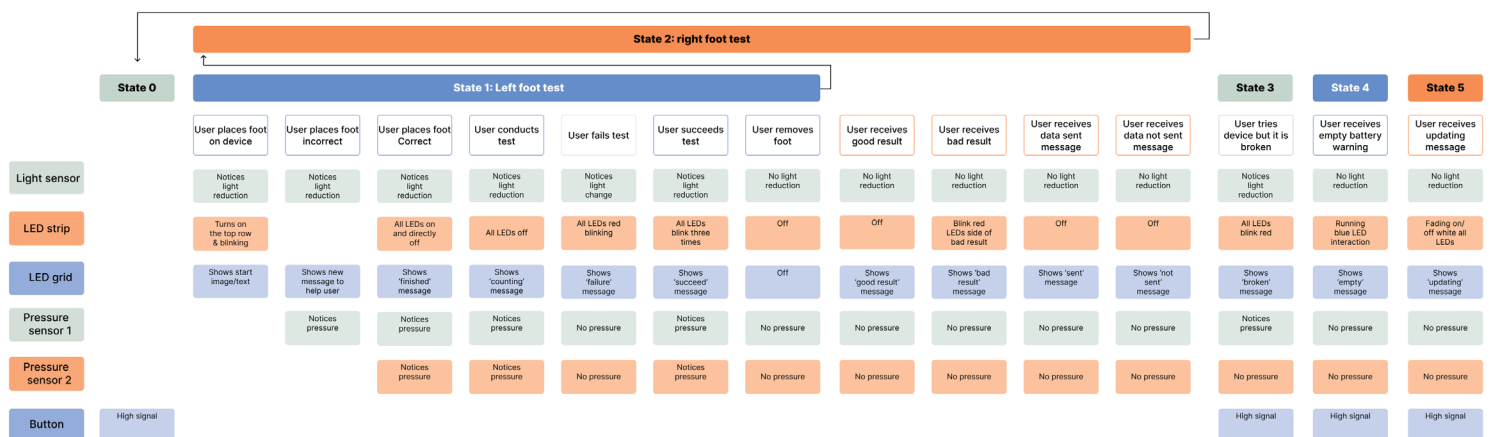 State 2: right foot test
State 0
State 1: Left foot test
State 3
State 4
State 5
User places foot
on device
User places foot
incorrect
User places foot
Correct
User conducts
test
User fails test
User succeeds
test
User removes
foot
User receives
good result
User receives
bad result
User receives
data sent
message
User receives
data not sent
message
User tries
device but it is
broken
User receives
empty battery
warning
User receives
updating
message
Light sensor
Notices
light
reduction
Notices
light
reduction
Notices
light
reduction
Notices
light
reduction
Notices
light
change
Notices
light
reduction
No light
reduction
No light
reduction
No light
reduction
No light
reduction
No light
reduction
Notices
light
reduction
No light
reduction
No light
reduction
LED strip
Turns on
the top row
& blinking
All LEDs on
and directly
off
All LEDs off
All LEDs red
blinking
All LEDs
blink three
times
Off
Off
Blink red
LEDs side of
bad result
Off
Off
All LEDs
blink red
Running
blue LED
interaction
Fading on/
off white all
LEDs
LED grid
Shows start
image/text
Shows new
message to
help user
Shows
'finished'
message
Shows
'counting'
message
Shows
'failure'
message
Shows
'succeed'
message
Off
Shows
'good result'
message
Shows 'bad
result'
message
Shows 'sent'
message
Shows 'not
sent'
message
Shows
'broken'
message
Shows
'empty'
message
Shows
'updating'
message
Pressure
sensor 1
Notices
pressure
Notices
pressure
Notices
pressure
No pressure
Notices
pressure
No pressure
No pressure
No pressure
No pressure
No pressure
Notices
pressure
No pressure
No pressure
Pressure
sensor 2
Notices
pressure
Notices
pressure
No pressure
Notices
pressure
No pressure
No pressure
No pressure
No pressure
No pressure
No pressure
No pressure
No pressure
Button
High signal
High signal
High signal
High signal